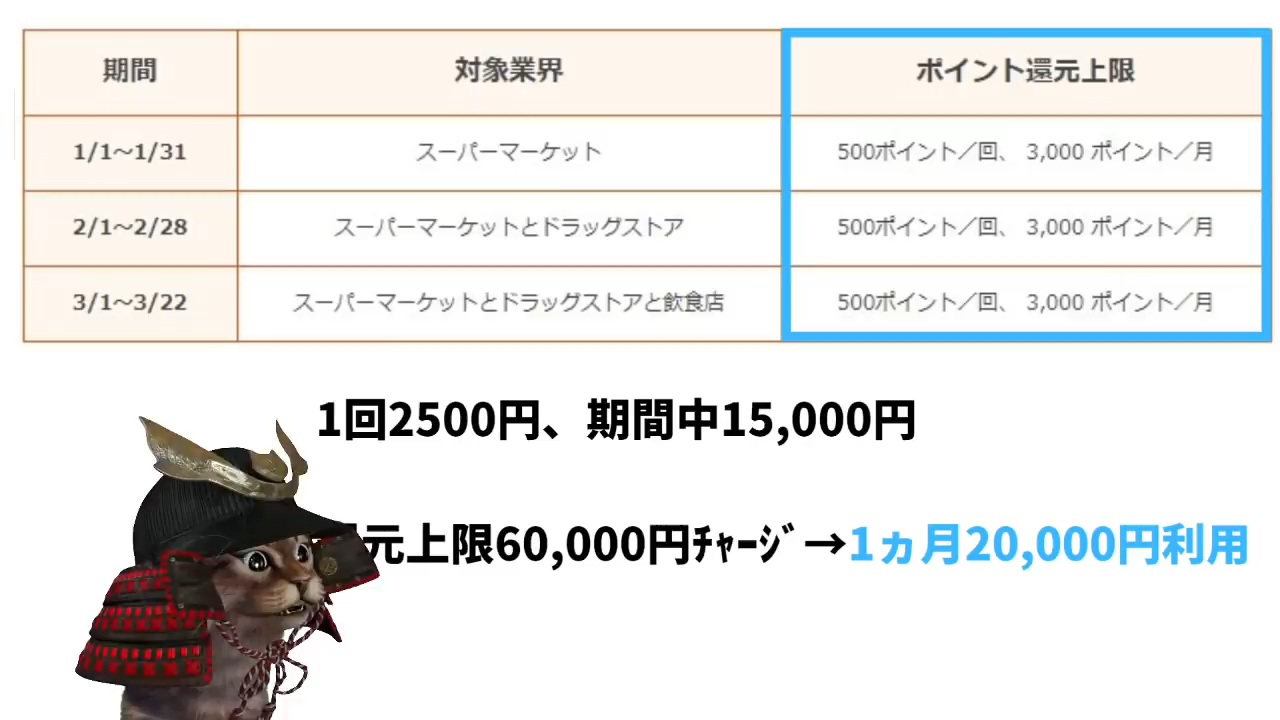 期間 対象業界 ポイント還元上限
1/1～1/31 スーパーマーケット 500ポイント／回、 3,000 ポイント／月
2/1～2/28 スーパーマーケットとドラッグストア 500ポイント／回、 3,000 ポイント／月
3/1～3/22 スーパーマーケットとドラッグストアと飲食店 500ポイント／回、 3,000 ポイント／月
1回2500円、期間中15,000円
元上限60,000円ﾁｬｰｼﾞ→1ヵ月20,000円利用